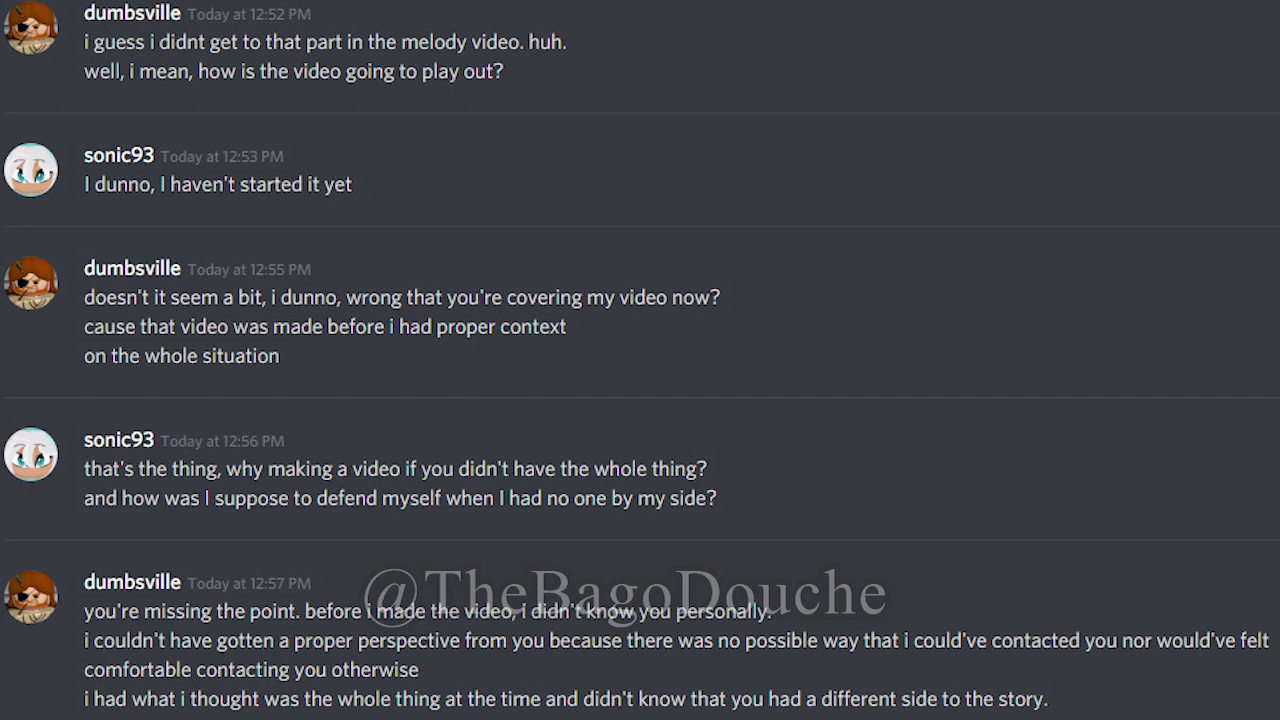 dumbsville Today at 12:52 PM
i guess i didnt get to that part in the melody video. huh.
well, i mean, how is the video going to play out?
sonic93 Today at 12:53 PM
I dunno, I haven't started it yet
dumbsville Today at 12:55 PM
doesn't it seem a bit, i dunno, wrong that you're covering my video now?
cause that video was made before i had proper context
on the whole situation
sonic93 Today at 12:56 PM
that's the thing, why making a video if you didn't have the whole thing?
and how was I suppose to defend myself when I had no one by my side?
dumbsville Today at 12:57 PM
@TheBagoDouche
you're missing the point. before i made the video, i didn't know you personally.
i couldn't have gotten a proper perspective from you because there was no possible way that i could've contacted you nor would've felt
comfortable contacting you otherwise
i had what i thought was the whole thing at the time and didn't know that you had a different side to the story.